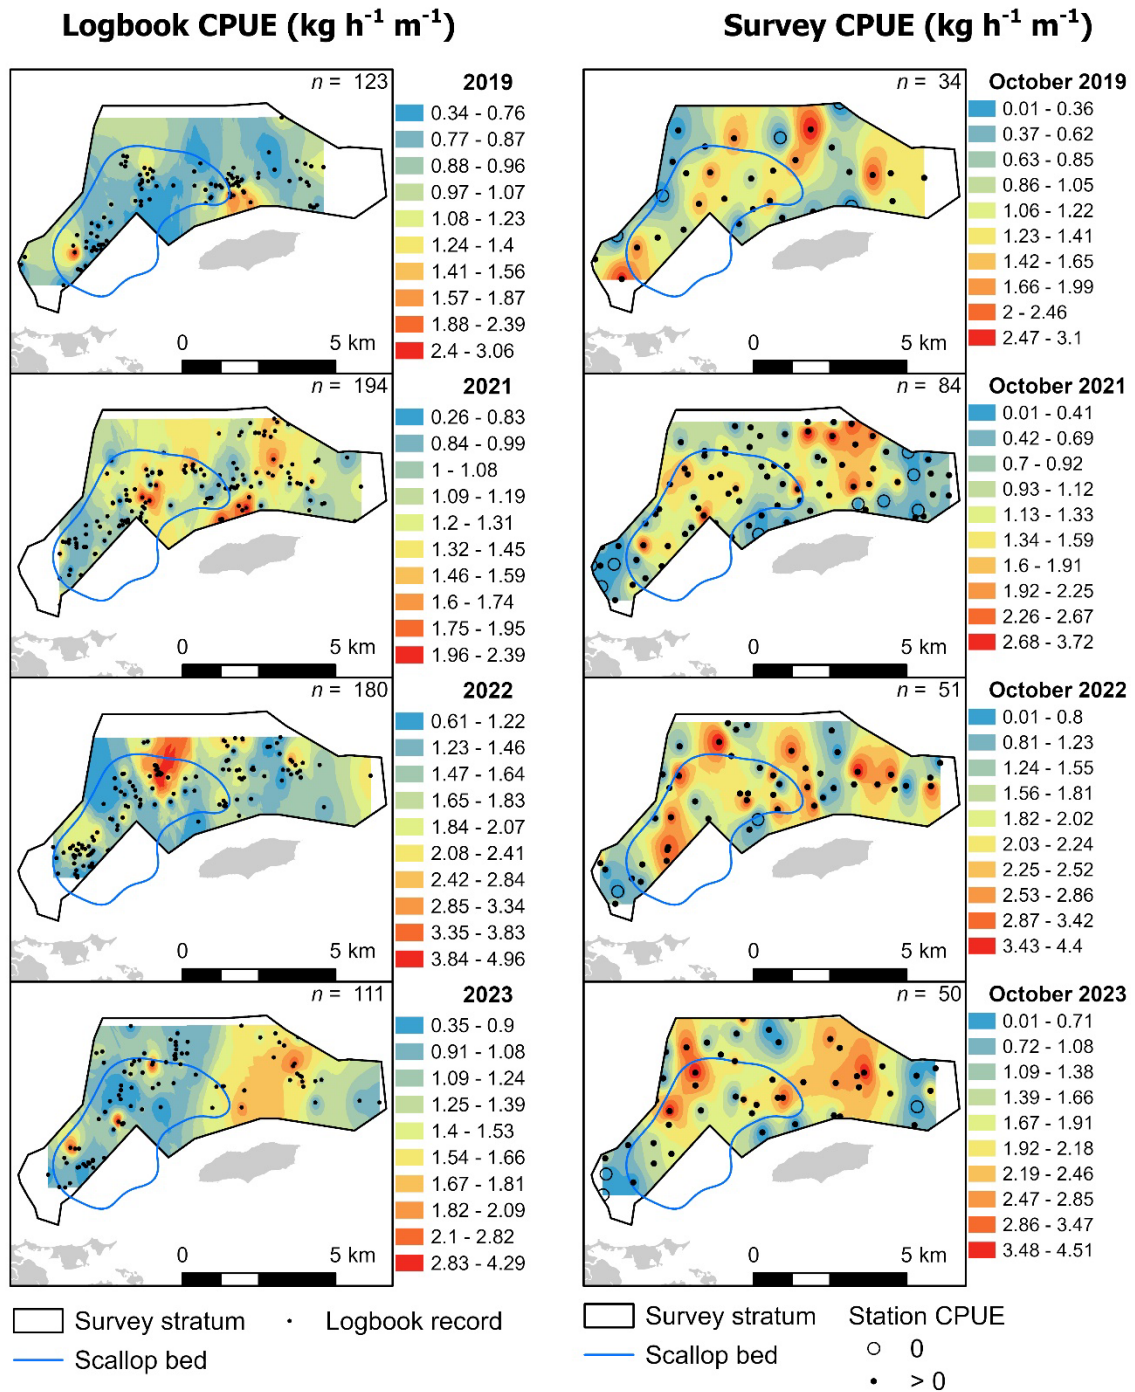 Logbook CPUE (kg h-1 m-1)
Survey CPUE (kg h-1 m-1)
n = 123
2019
0.34 - 0.76
0.77 - 0.87
0.88 - 0.96
0.97 - 1.07
1.08 - 1.23
1.24 - 1.4
1.41 - 1.56
1.57 - 1.87
1.88 - 2.39
2.4 - 3.06
0 5 km
n = 34
October 2019
0.01 - 0.36
0.37 - 0.62
0.63 - 0.85
0.86 - 1.05
1.06 - 1.22
1.23 - 1.41
1.42 - 1.65
1.66 - 1.99
2 - 2.46
2.47 - 3.1
0 5 km
n = 194
2021
0.26 - 0.83
0.84 - 0.99
1 - 1.08
1.09 - 1.19
1.2 - 1.31
1.32 - 1.45
1.46 - 1.59
1.6 - 1.74
1.75 - 1.95
1.96 - 2.39
0 5 km
n = 84
October 2021
0.01 - 0.41
0.42 - 0.69
0.7 - 0.92
0.93 - 1.12
1.13 - 1.33
1.34 - 1.59
1.6 - 1.91
1.92 - 2.25
2.26 - 2.67
2.68 - 3.72
0 5 km
n = 180
2022
0.61 - 1.22
1.23 - 1.46
1.47 - 1.64
1.65 - 1.83
1.84 - 2.07
2.08 - 2.41
2.42 - 2.84
2.85 - 3.34
3.35 - 3.83
3.84 - 4.96
0 5 km
n = 51
October 2022
0.01 - 0.8
0.81 - 1.23
1.24 - 1.55
1.56 - 1.81
1.82 - 2.02
2.03 - 2.24
2.25 - 2.52
2.53 - 2.86
2.87 - 3.42
3.43 - 4.4
0 5 km
n = 111
2023
0.35 - 0.9
0.91 - 1.08
1.09 - 1.24
1.25 - 1.39
1.4 - 1.53
1.54 - 1.66
1.67 - 1.81
1.82 - 2.09
2.1 - 2.82
2.83 - 4.29
0 5 km
n = 50
October 2023
0.01 - 0.71
0.72 - 1.08
1.09 - 1.38
1.39 - 1.66
1.67 - 1.91
1.92 - 2.18
2.19 - 2.46
2.47 - 2.85
2.86 - 3.47
3.48 - 4.51
0 5 km
Survey stratum
Logbook record
Scallop bed
Survey stratum
Scallop bed
Station CPUE
0
> 0